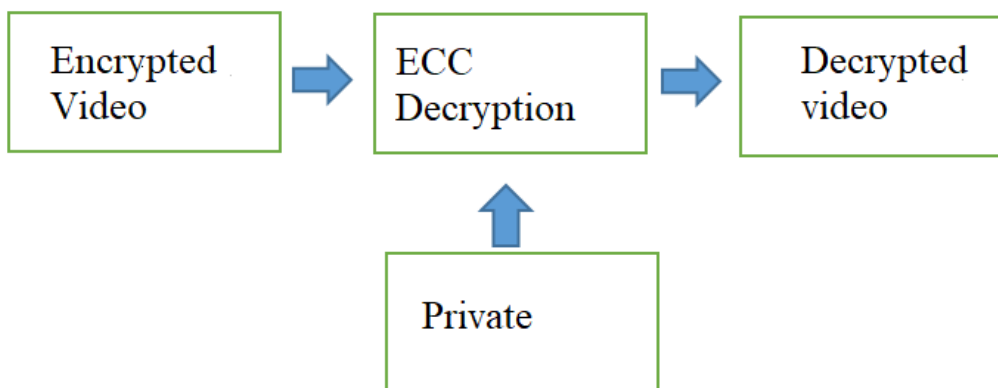 Encrypted
Video
ECC
Decryption
Decrypted
video
Private